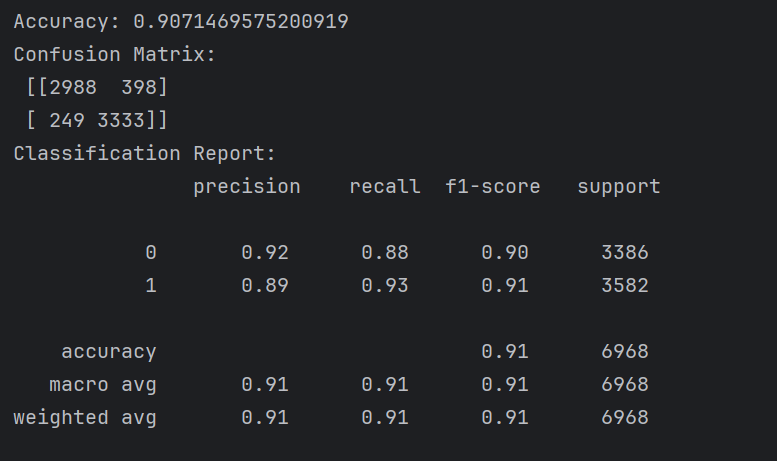 Accuracy: 0.9071469575200919
Confusion Matrix:
 [[2988  398]
 [ 249 3333]]
Classification Report:
               precision    recall  f1-score   support

           0       0.92      0.88      0.90      3386
           1       0.89      0.93      0.91      3582

    accuracy                           0.91      6968
   macro avg       0.91      0.91      0.91      6968
weighted avg       0.91      0.91      0.91      6968